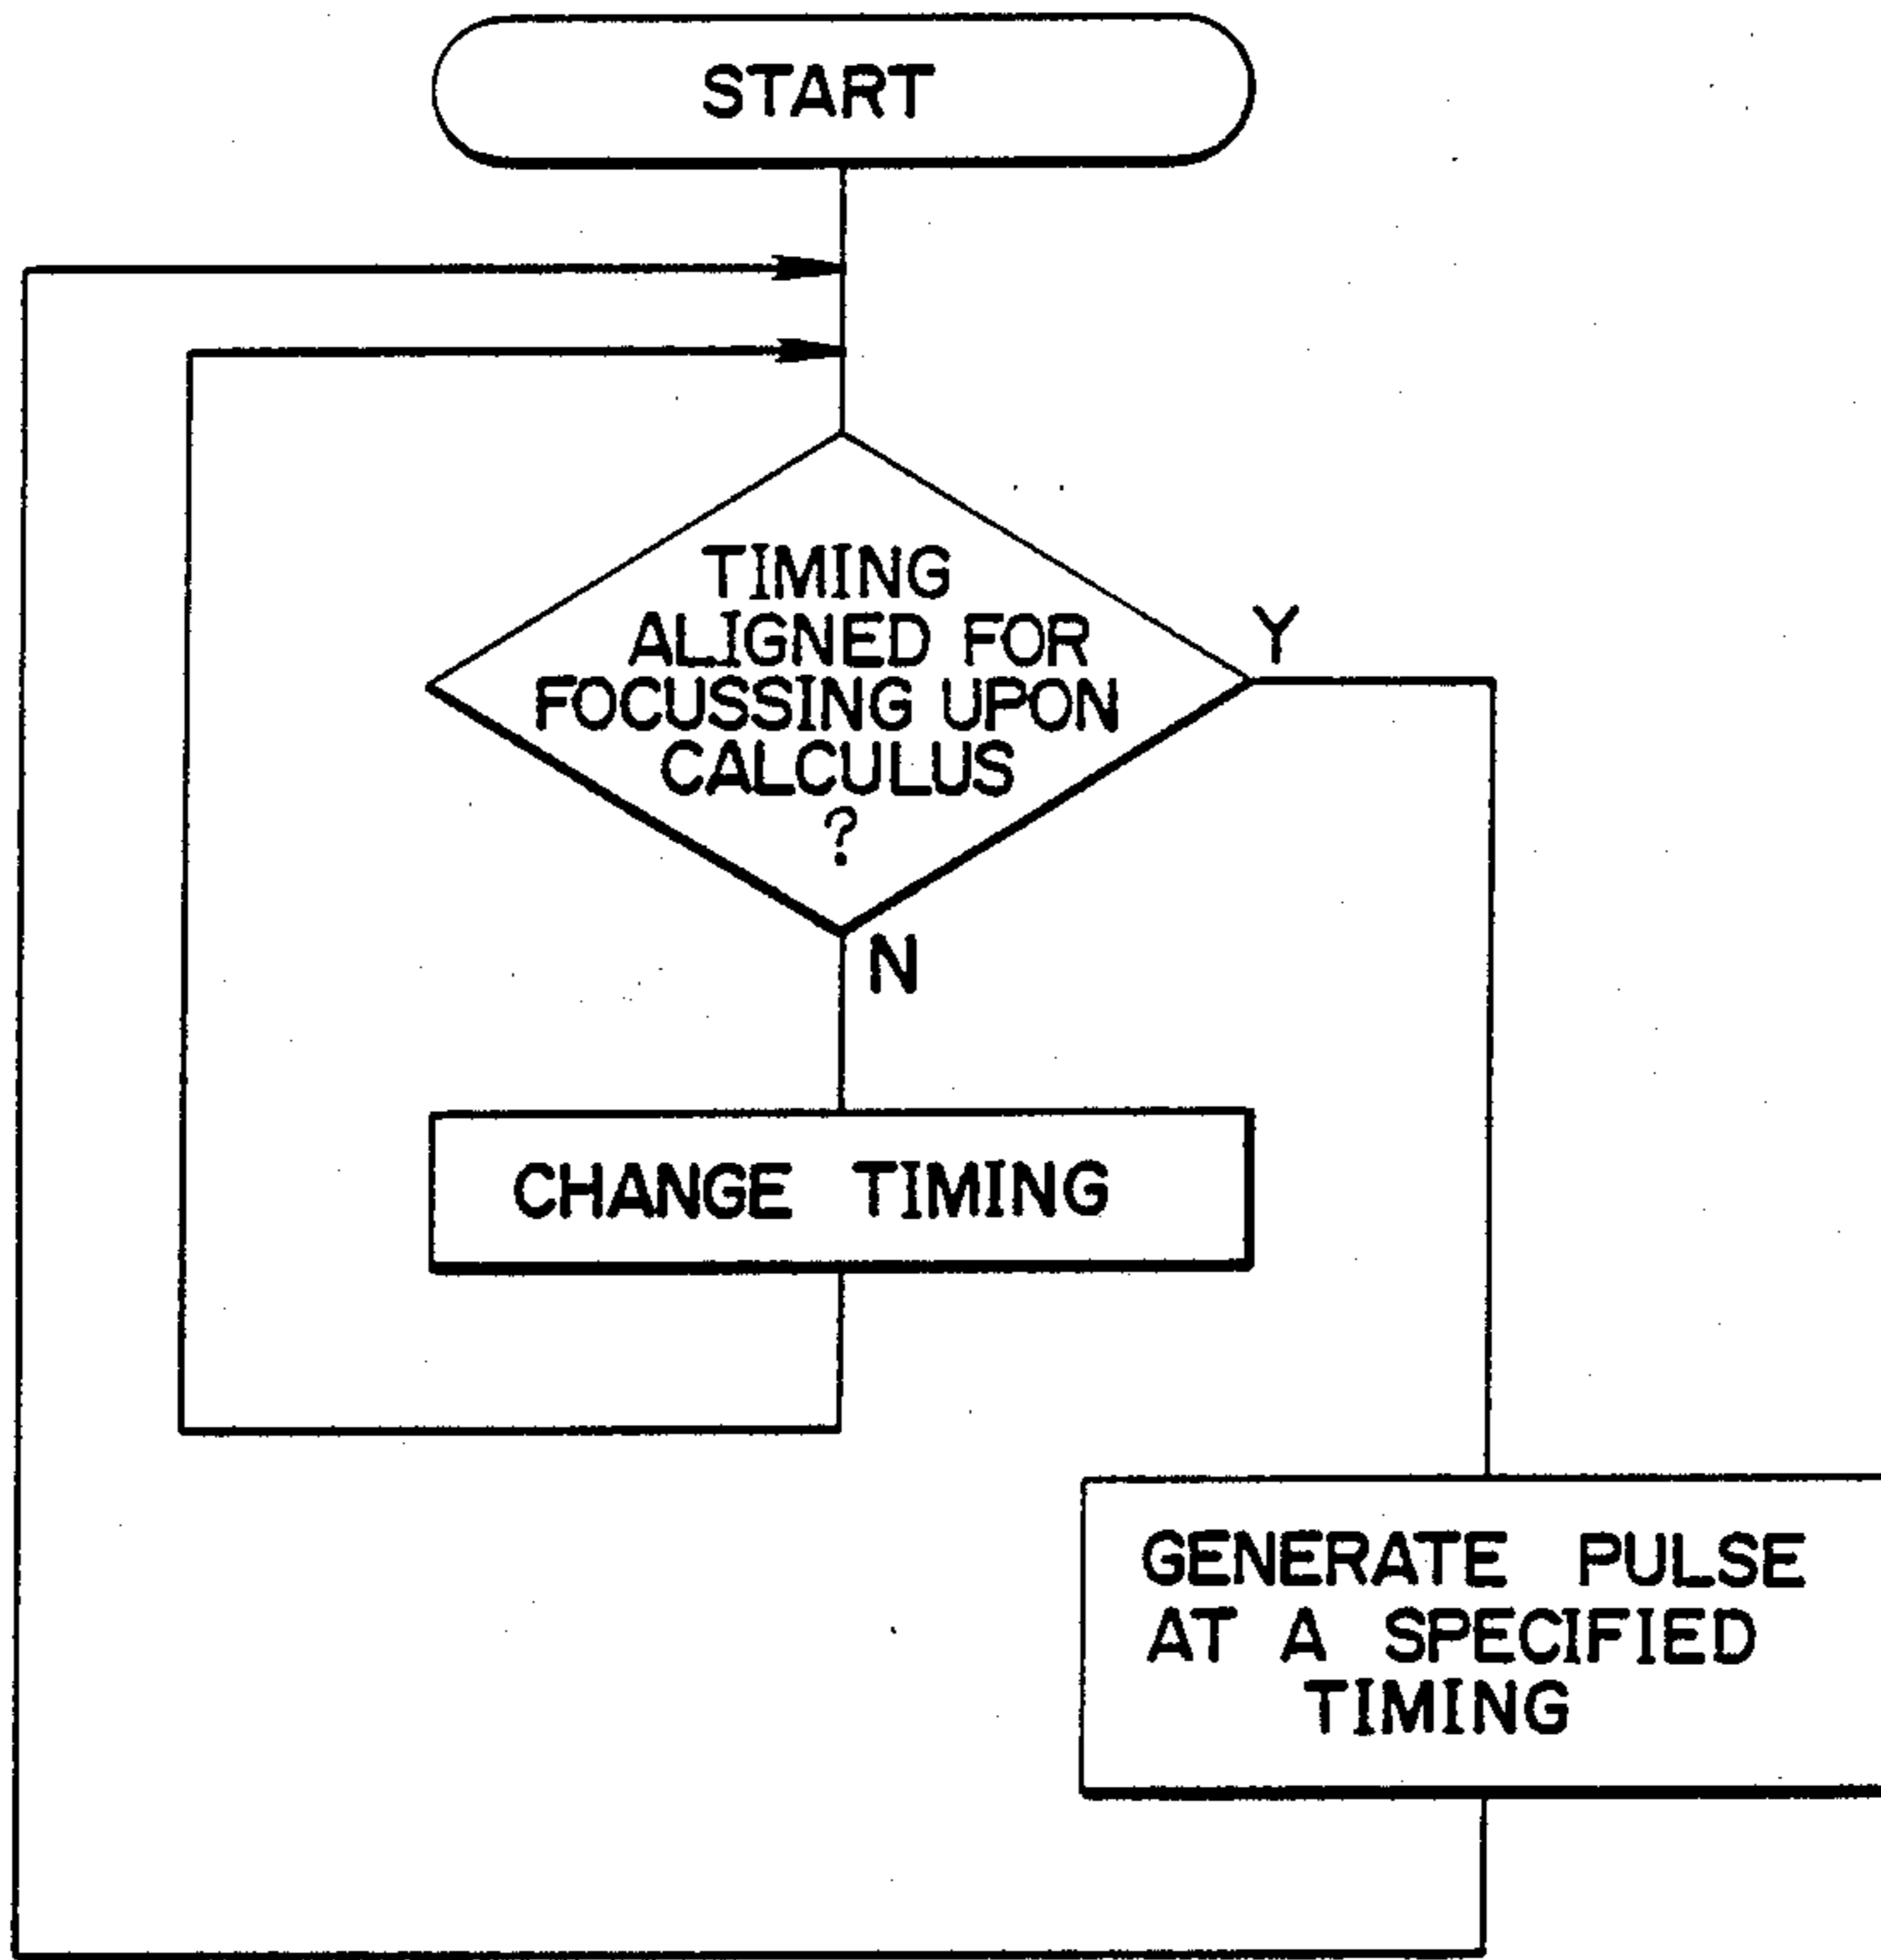 START
TIMING
ALIGNED FOR
FOCUSSING UPON
CALCULUS
?
Y
N
CHANGE TIMING
GENERATE PULSE
AT A SPECIFIED
TIMING